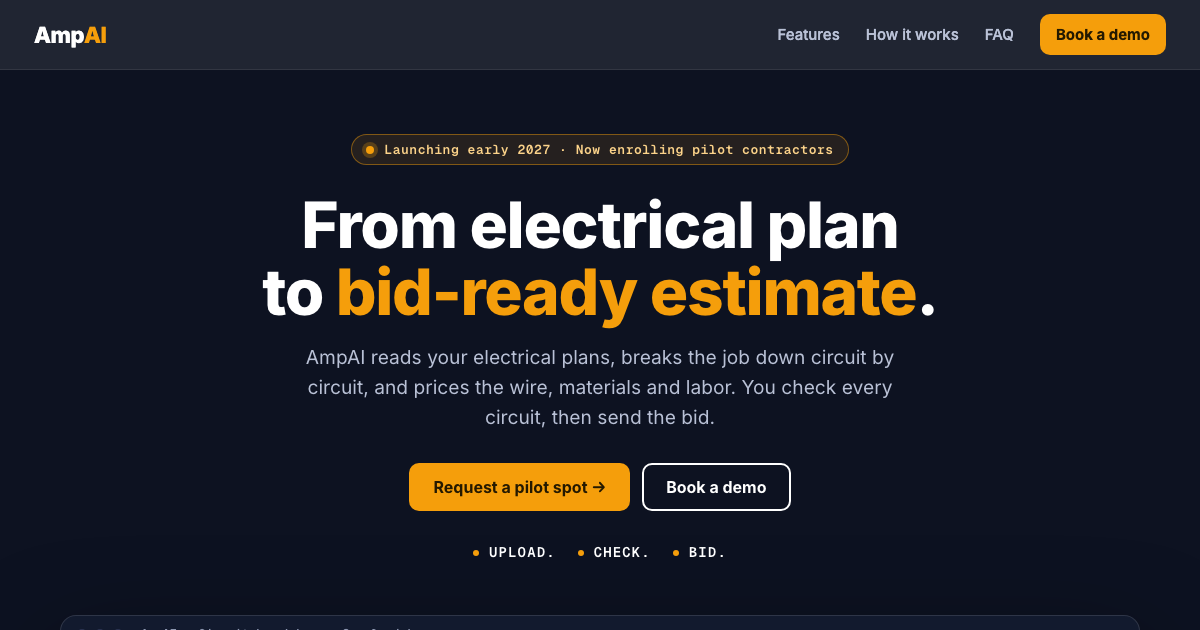 AmpAI
Features
How it works
FAQ
Book a demo
Launching early 2027 · Now enrolling pilot contractors
From electrical plan
to bid-ready estimate.
AmpAI reads your electrical plans, breaks the job down circuit by
circuit, and prices the wire, materials and labor. You check every
circuit, then send the bid.
Request a pilot spot →
Book a demo
UPLOAD.
CHECK.
BID.